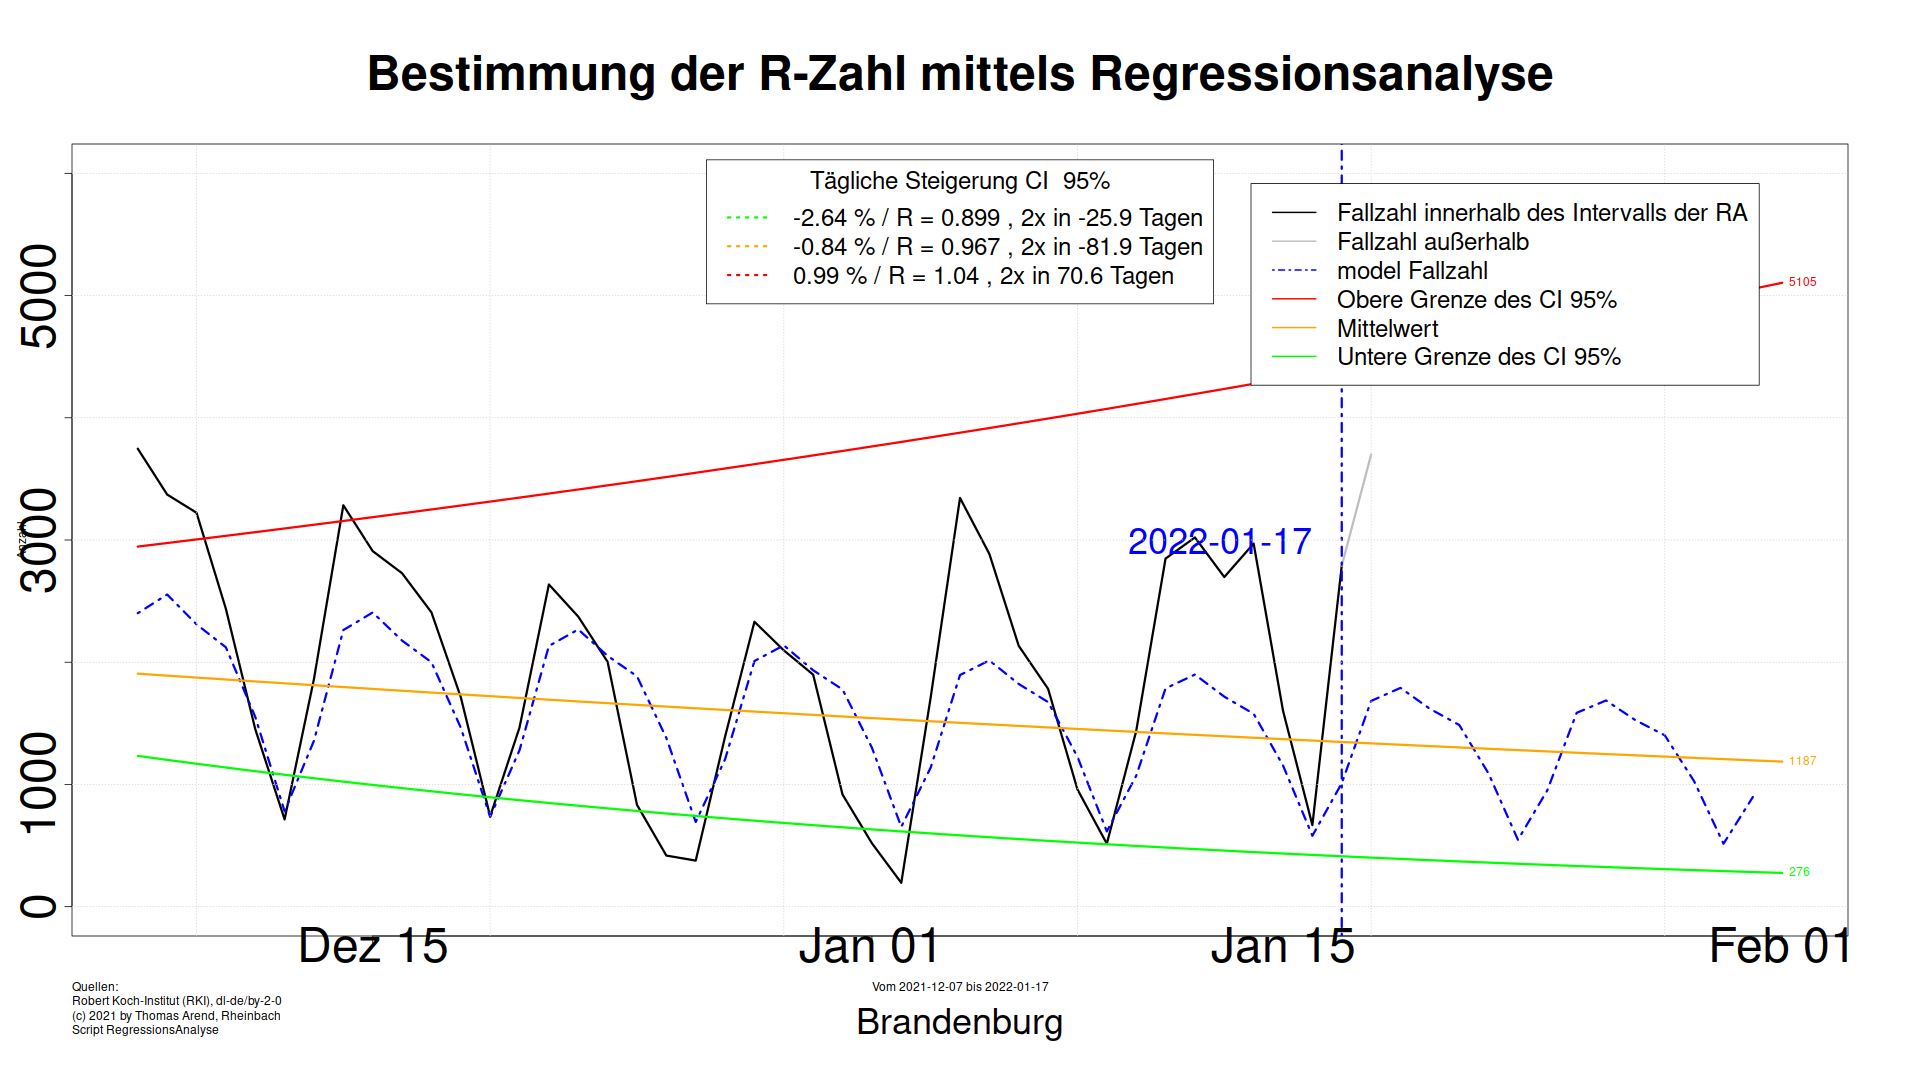 Bestimmung der R-Zahl mittels Regressionsanalyse
Tägliche Steigerung CI  95%
-2.64 % / R = 0.899 , 2x in -25.9 Tagen
-0.84 % / R = 0.967 , 2x in -81.9 Tagen
0.99 % / R = 1.04 , 2x in 70.6 Tagen
Fallzahl innerhalb des Intervalls der RA
Fallzahl außerhalb
model Fallzahl
Obere Grenze des CI 95%
Mittelwert
Untere Grenze des CI 95%
5105
5000
3000
Anzahl
2022-01-17
1000
1187
276
0
Dez 15
Jan 01
Jan 15
Feb 01
Quellen:
Robert Koch-Institut (RKI), dl-de/by-2-0
(c) 2021 by Thomas Arend, Rheinbach
Script RegressionsAnalyse
Vom 2021-12-07 bis 2022-01-17
Brandenburg